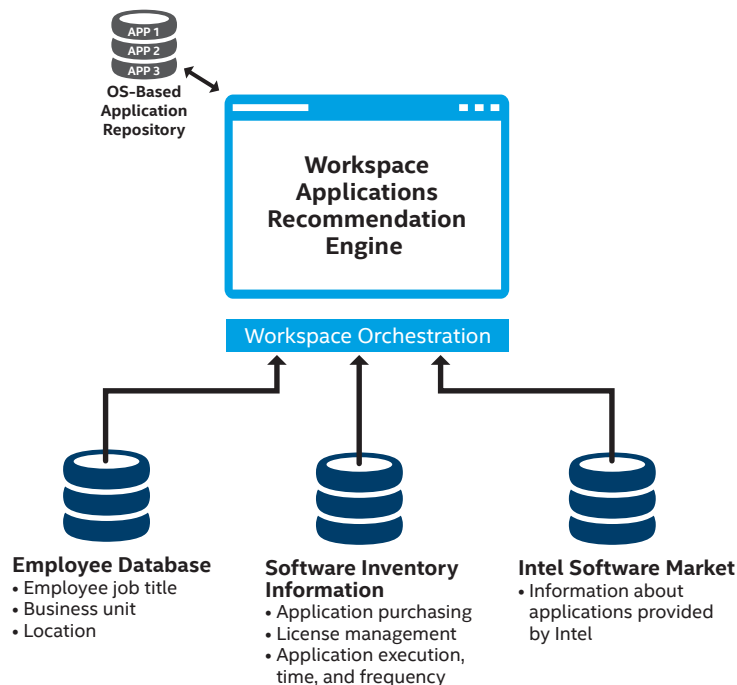 APP 1
APP 2
APP 3
OS-Based
Application
Repository
Workspace
Applications
Recommendation
Engine
Workspace Orchestration
Employee Database
• Employee job title
• Business unit
• Location
Software Inventory
Information
• Application purchasing
• License management
• Application execution,
time, and frequency
Intel Software Market
• Information about
applications provided
by Intel